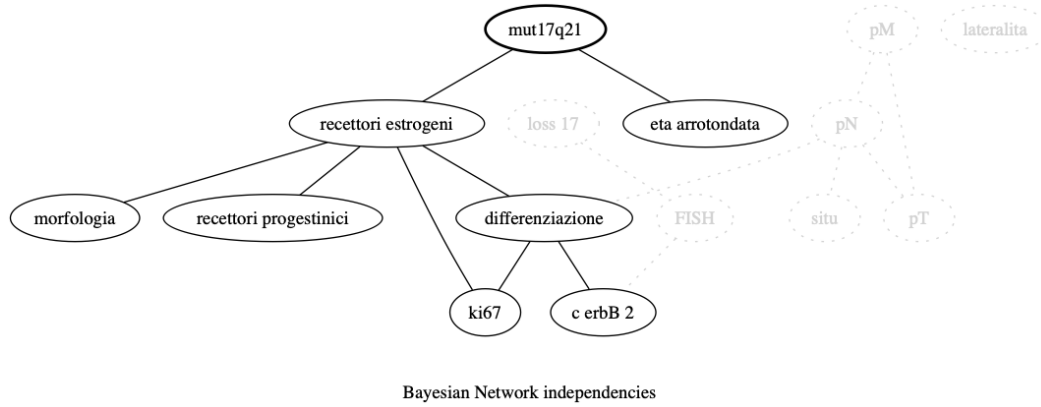 mut17q21
pM
lateralita
recettori estrogeni
loss 17
eta arrotondata
pN
morfologia
recettori progestinici
differenziazione
FISH
situ
pT
ki67
c erbB 2
Bayesian Network independencies